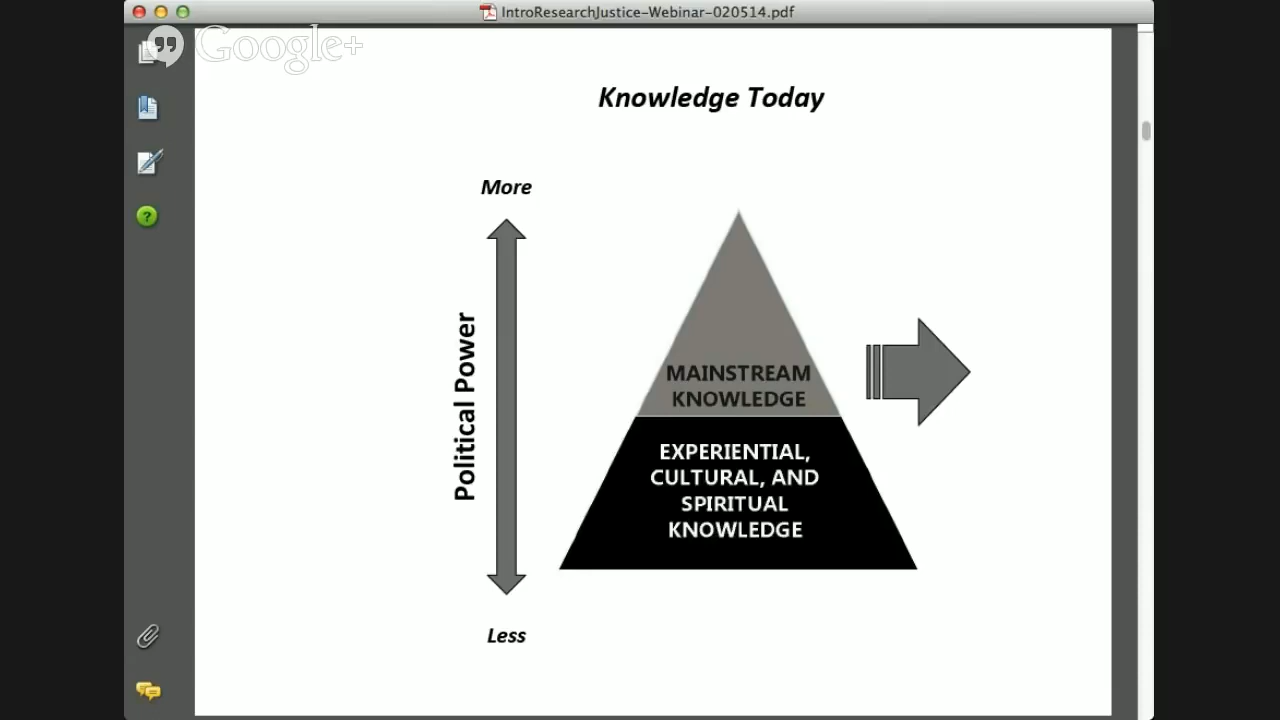 IntroResearchJustice-Webinar-020514.pdf
Google+
Knowledge Today
More
Political Power
MAINSTREAM
KNOWLEDGE
EXPERIENTIAL,
CULTURAL, AND
SPIRITUAL
KNOWLEDGE
Less